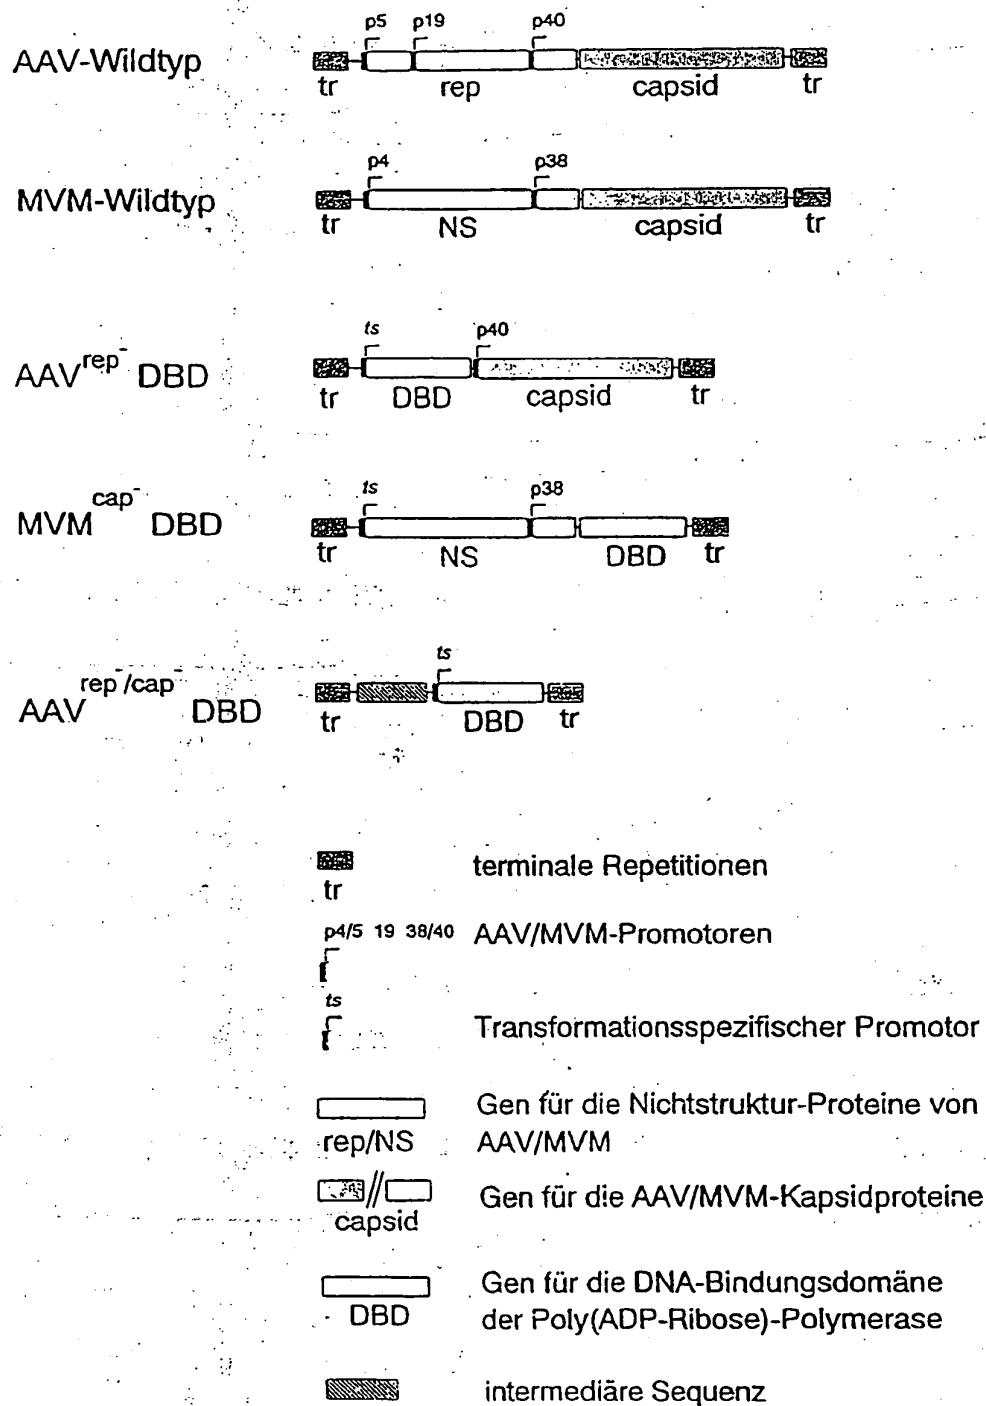 p5 p19 p40
AAV-Wildtyp
tr rep capsid tr
p4 p38
MVM-Wildtyp
tr NS capsid tr
ts p40
AAV rep- DBD
tr DBD capsid tr
ts p38
MVM cap- DBD
tr NS DBD tr
ts
AAV rep-/cap- DBD
tr DBD tr
terminale Repetitionen
tr
p4/5 19 38/40 AAV/MVM-Promotoren
ts
Transformationsspezifischer Promotor
Gen für die Nichtstruktur-Proteine von
rep/NS AAV/MVM
Gen für die AAV/MVM-Kapsidproteine
capsid
Gen für die DNA-Bindungsdomäne
DBD der Poly(ADP-Ribose)-Polymerase
intermediäre Sequenz